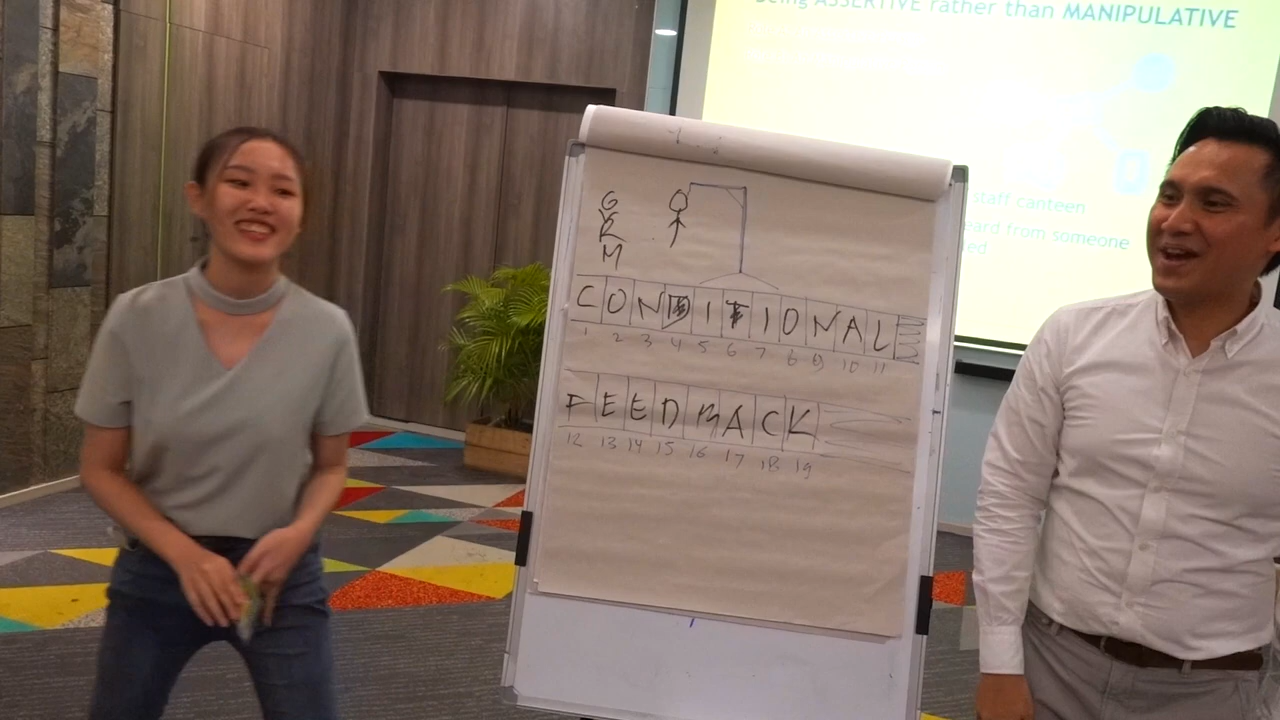 Being ASSERTIVE rather than MANIPULATIVE
staff canteen
eard from someone
ed
G
R
M
CONDITIONAL
1 2 3 4 5 6 7 8 9 10 11
FEEDBACK
12 13 14 15 16 17 18 19